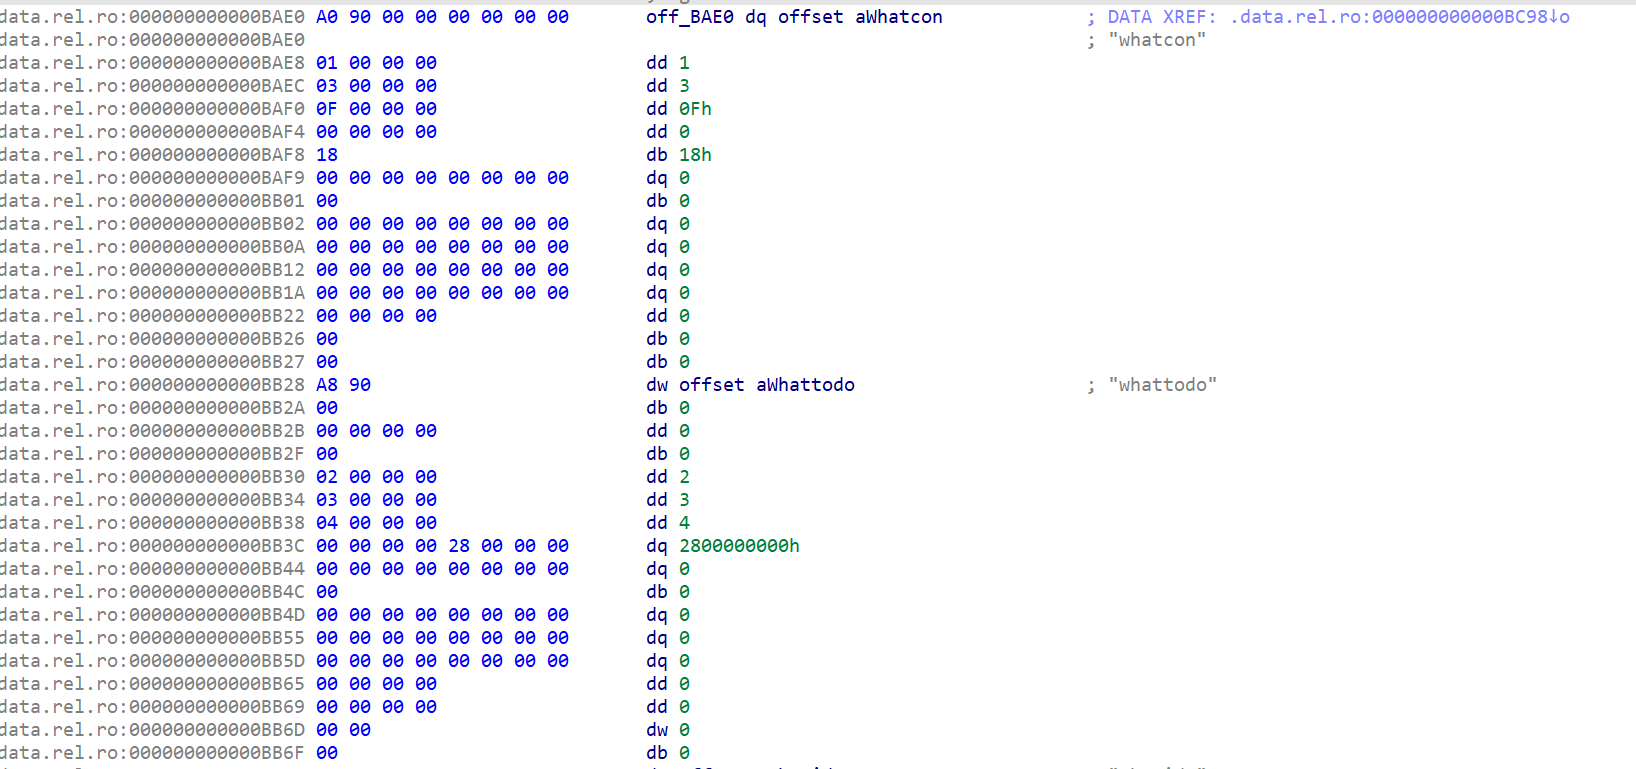 data.rel.ro:000000000000BAE0 A0 90 00 00 00 00 00 00 off_BAE0 dq offset aWhatcon ; DATA XREF: .data.rel.ro:000000000000BC98↓o
data.rel.ro:000000000000BAE0 ; "whatcon"
data.rel.ro:000000000000BAE8 01 00 00 00 dd 1
data.rel.ro:000000000000BAEC 03 00 00 00 dd 3
data.rel.ro:000000000000BAF0 0F 00 00 00 dd 0Fh
data.rel.ro:000000000000BAF4 00 00 00 00 dd 0
data.rel.ro:000000000000BAF8 18 db 18h
data.rel.ro:000000000000BAF9 00 00 00 00 00 00 00 00 dq 0
data.rel.ro:000000000000BB01 00 db 0
data.rel.ro:000000000000BB02 00 00 00 00 00 00 00 00 dq 0
data.rel.ro:000000000000BB0A 00 00 00 00 00 00 00 00 dq 0
data.rel.ro:000000000000BB12 00 00 00 00 00 00 00 00 dq 0
data.rel.ro:000000000000BB1A 00 00 00 00 00 00 00 00 dq 0
data.rel.ro:000000000000BB22 00 00 00 00 dd 0
data.rel.ro:000000000000BB26 00 db 0
data.rel.ro:000000000000BB27 00 db 0
data.rel.ro:000000000000BB28 A8 90 dw offset aWhattodo ; "whattodo"
data.rel.ro:000000000000BB2A 00 db 0
data.rel.ro:000000000000BB2B 00 00 00 00 dd 0
data.rel.ro:000000000000BB2F 00 db 0
data.rel.ro:000000000000BB30 02 00 00 00 dd 2
data.rel.ro:000000000000BB34 03 00 00 00 dd 3
data.rel.ro:000000000000BB38 04 00 00 00 dd 4
data.rel.ro:000000000000BB3C 00 00 00 00 28 00 00 00 dq 2800000000h
data.rel.ro:000000000000BB44 00 00 00 00 00 00 00 00 dq 0
data.rel.ro:000000000000BB4C 00 db 0
data.rel.ro:000000000000BB4D 00 00 00 00 00 00 00 00 dq 0
data.rel.ro:000000000000BB55 00 00 00 00 00 00 00 00 dq 0
data.rel.ro:000000000000BB5D 00 00 00 00 00 00 00 00 dq 0
data.rel.ro:000000000000BB65 00 00 00 00 dd 0
data.rel.ro:000000000000BB69 00 00 00 00 dd 0
data.rel.ro:000000000000BB6D 00 00 dw 0
data.rel.ro:000000000000BB6F 00 db 0